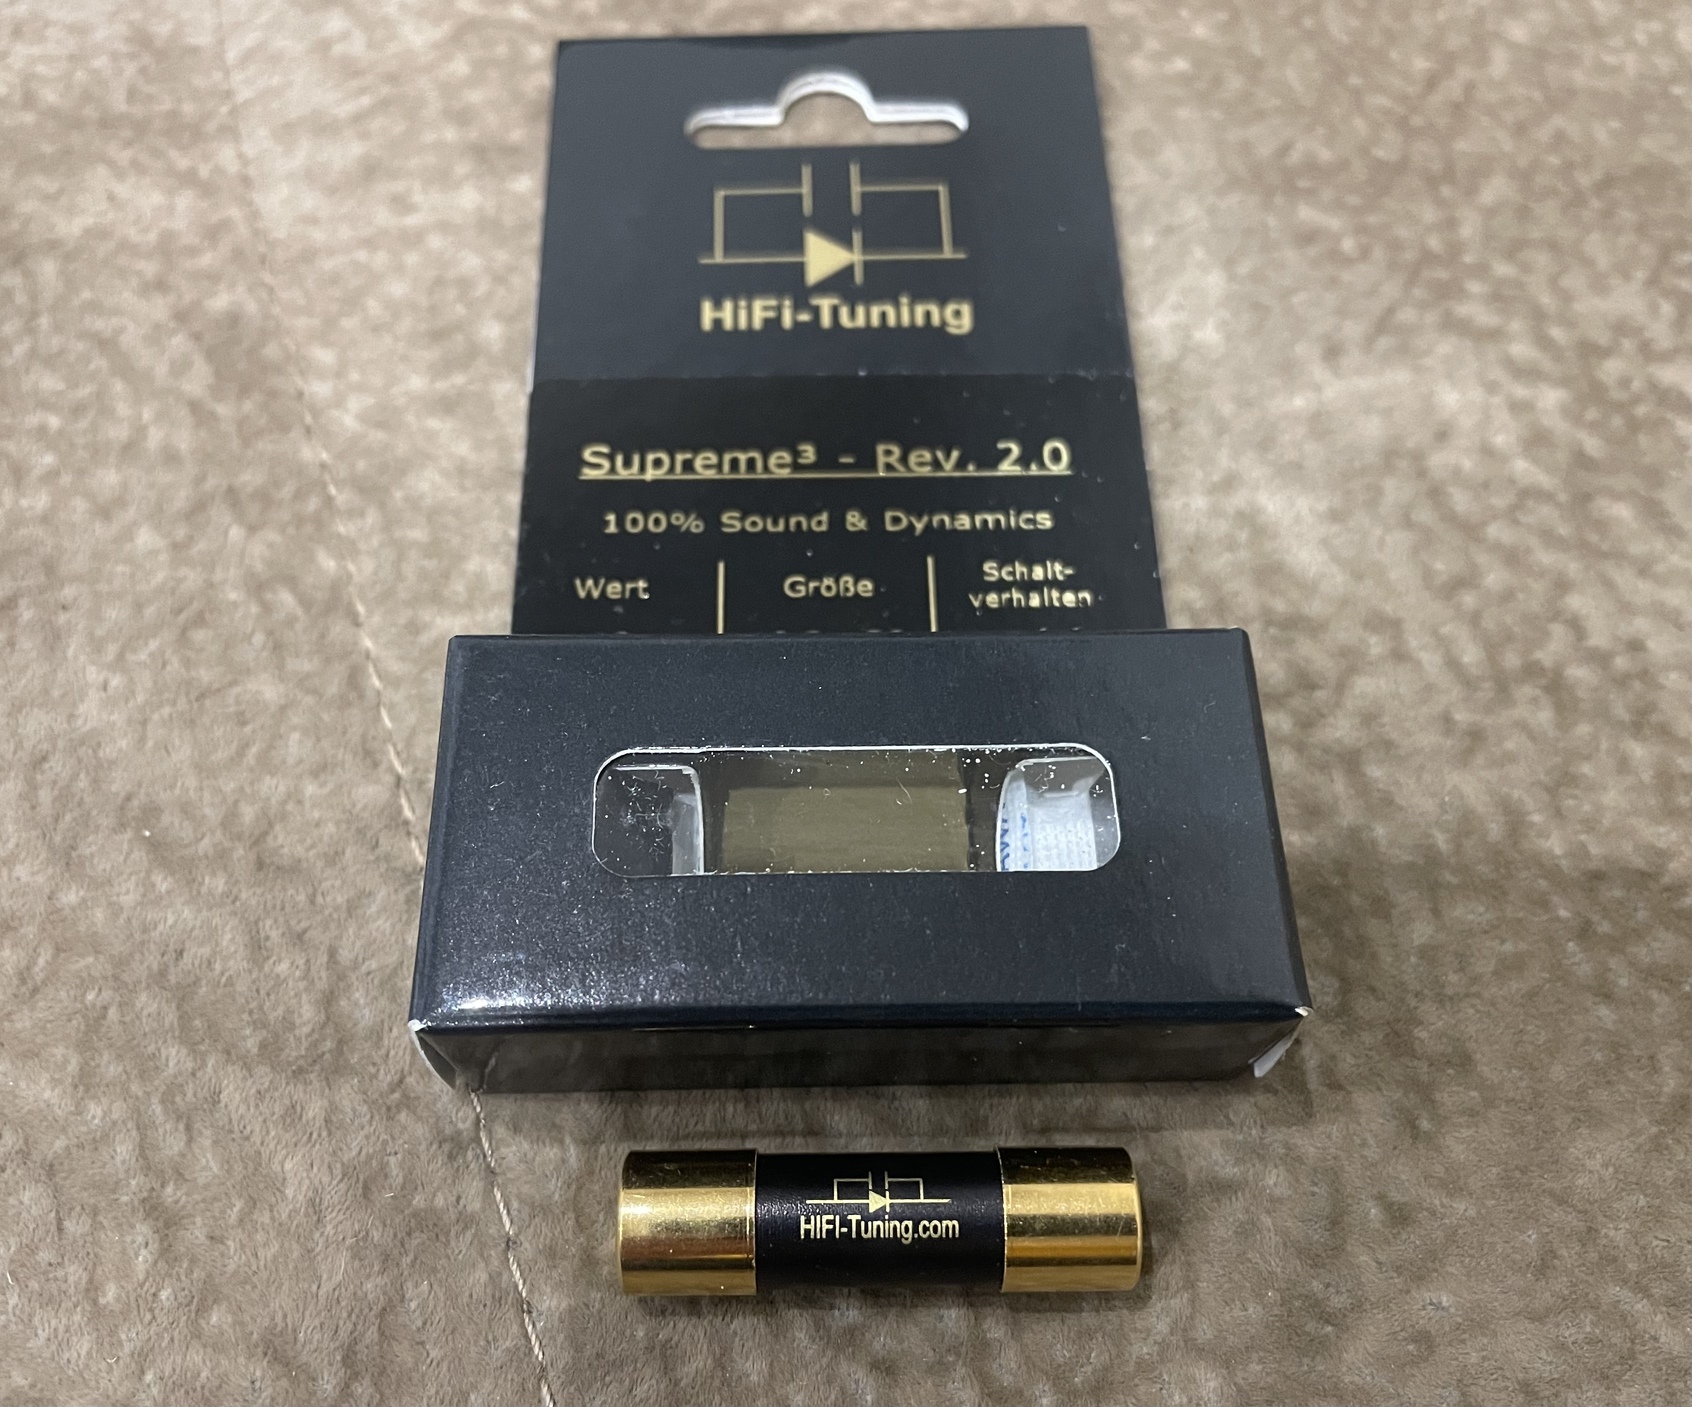 HiFi-Tuning
Supreme³ - Rev. 2.0
100% Sound & Dynamics
Wert
Größe
Schalt-
verhalten
HIFI-Tuning.com